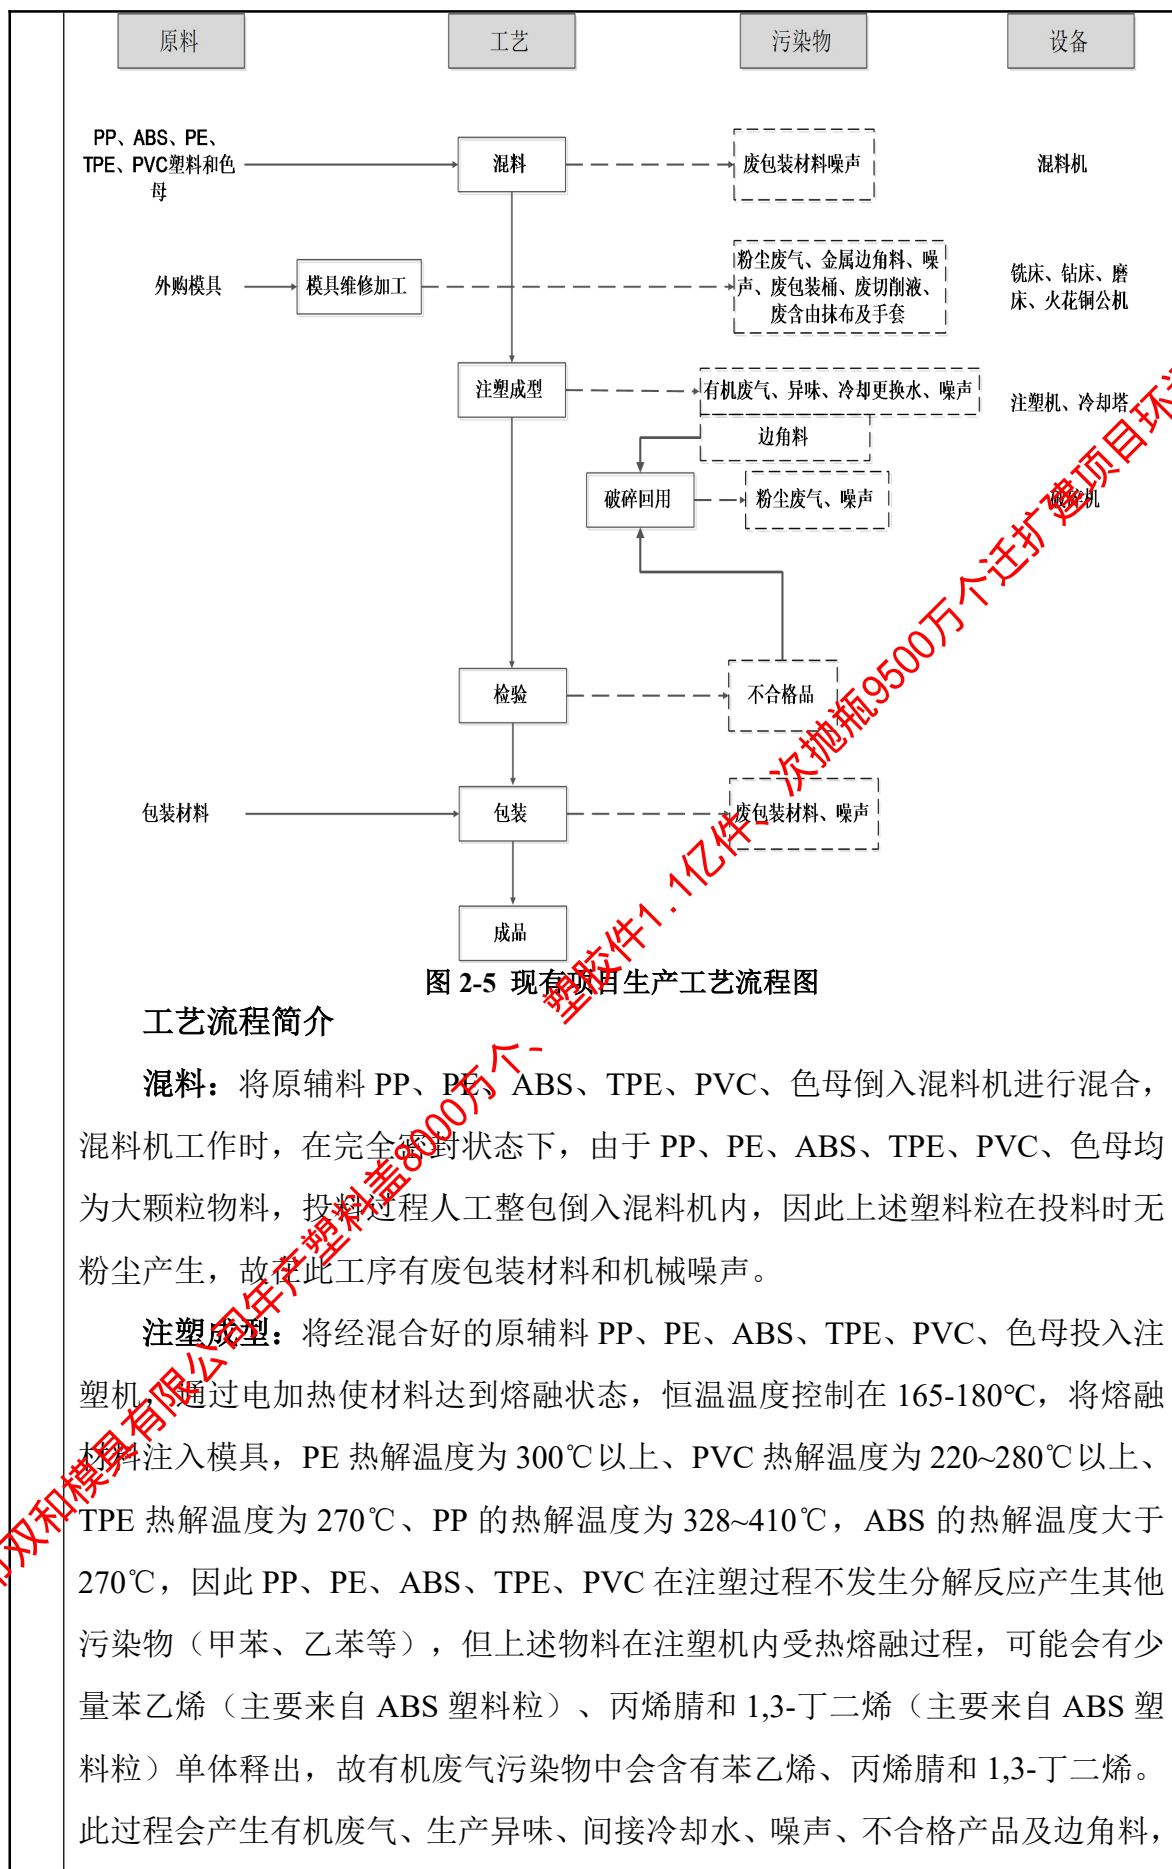 原料 工艺 污染物 设备
PP、ABS、PE、
TPE、PVC塑料和色
母
混料
废包装材料噪声
混料机
外购模具
模具维修加工
粉尘废气、金属边角料、噪
声、废包装桶、废切削液、
废含由抹布及手套
铣床、钻床、磨
床、火花铜公机
注塑成型
有机废气、异味、冷却更换水、噪声
注塑机、冷却塔
边角料
破碎回用
粉尘废气、噪声
破碎机
检验
不合格品
包装材料
包装
废包装材料、噪声
成品
图 2-5 现有项目生产工艺流程图
工艺流程简介
混料：将原辅料 PP、PE、ABS、TPE、PVC、色母倒入混料机进行混合，
混料机工作时，在完全密封状态下，由于 PP、PE、ABS、TPE、PVC、色母均
为大颗粒物料，投料过程人工整包倒入混料机内，因此上述塑料粒在投料时无
粉尘产生，故在此工序有废包装材料和机械噪声。
注塑成型：将经混合好的原辅料 PP、PE、ABS、TPE、PVC、色母投入注
塑机，通过电加热使材料达到熔融状态，恒温温度控制在 165-180℃，将熔融
材料注入模具，PE 热解温度为 300℃以上、PVC 热解温度为 220~280℃以上、
TPE 热解温度为 270℃、PP 的热解温度为 328~410℃，ABS 的热解温度大于
270℃，因此 PP、PE、ABS、TPE、PVC 在注塑过程不发生分解反应产生其他
污染物（甲苯、乙苯等），但上述物料在注塑机内受热熔融过程，可能会有少
量苯乙烯（主要来自 ABS 塑料粒）、丙烯腈和 1,3-丁二烯（主要来自 ABS 塑
料粒）单体释出，故有机废气污染物中会含有苯乙烯、丙烯腈和 1,3-丁二烯。
此过程会产生有机废气、生产异味、间接冷却水、噪声、不合格产品及边角料，
市双和模具有限公司年产塑料盖8000万个、塑胶件1.1亿件、次抛瓶9500万个迁扩建项目环